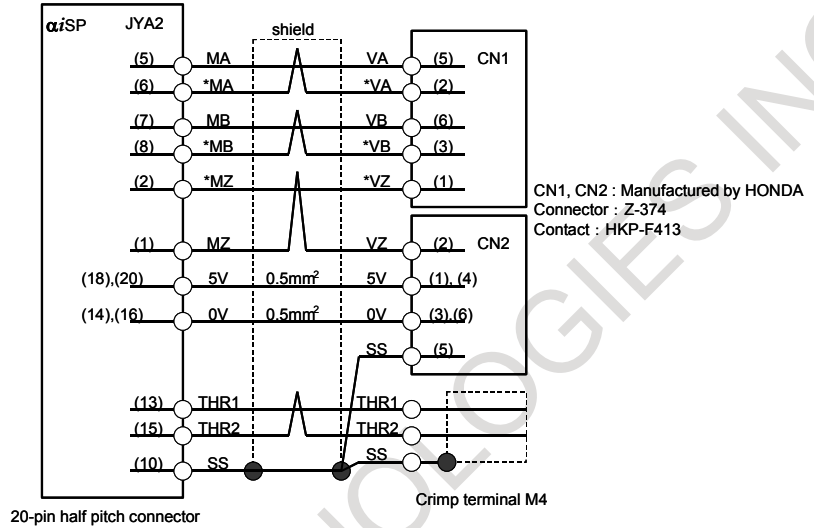 αiSP JYA2
shield
(5) MA VA (5) CN1
(6) *MA *VA (2)
(7) MB VB (6)
(8) *MB *VB (3)
(2) *MZ *VZ (1)
CN1, CN2 : Manufactured by HONDA
Connector : Z-374
Contact : HKP-F413
(1) MZ VZ (2) CN2
(18),(20) 5V 0.5mm² 5V (1), (4)
(14),(16) 0V 0.5mm² 0V (3),(6)
SS (5)
(13) THR1 THR1
(15) THR2 THR2
(10) SS SS
Crimp terminal M4
20-pin half pitch connector
NOLOGIES INC